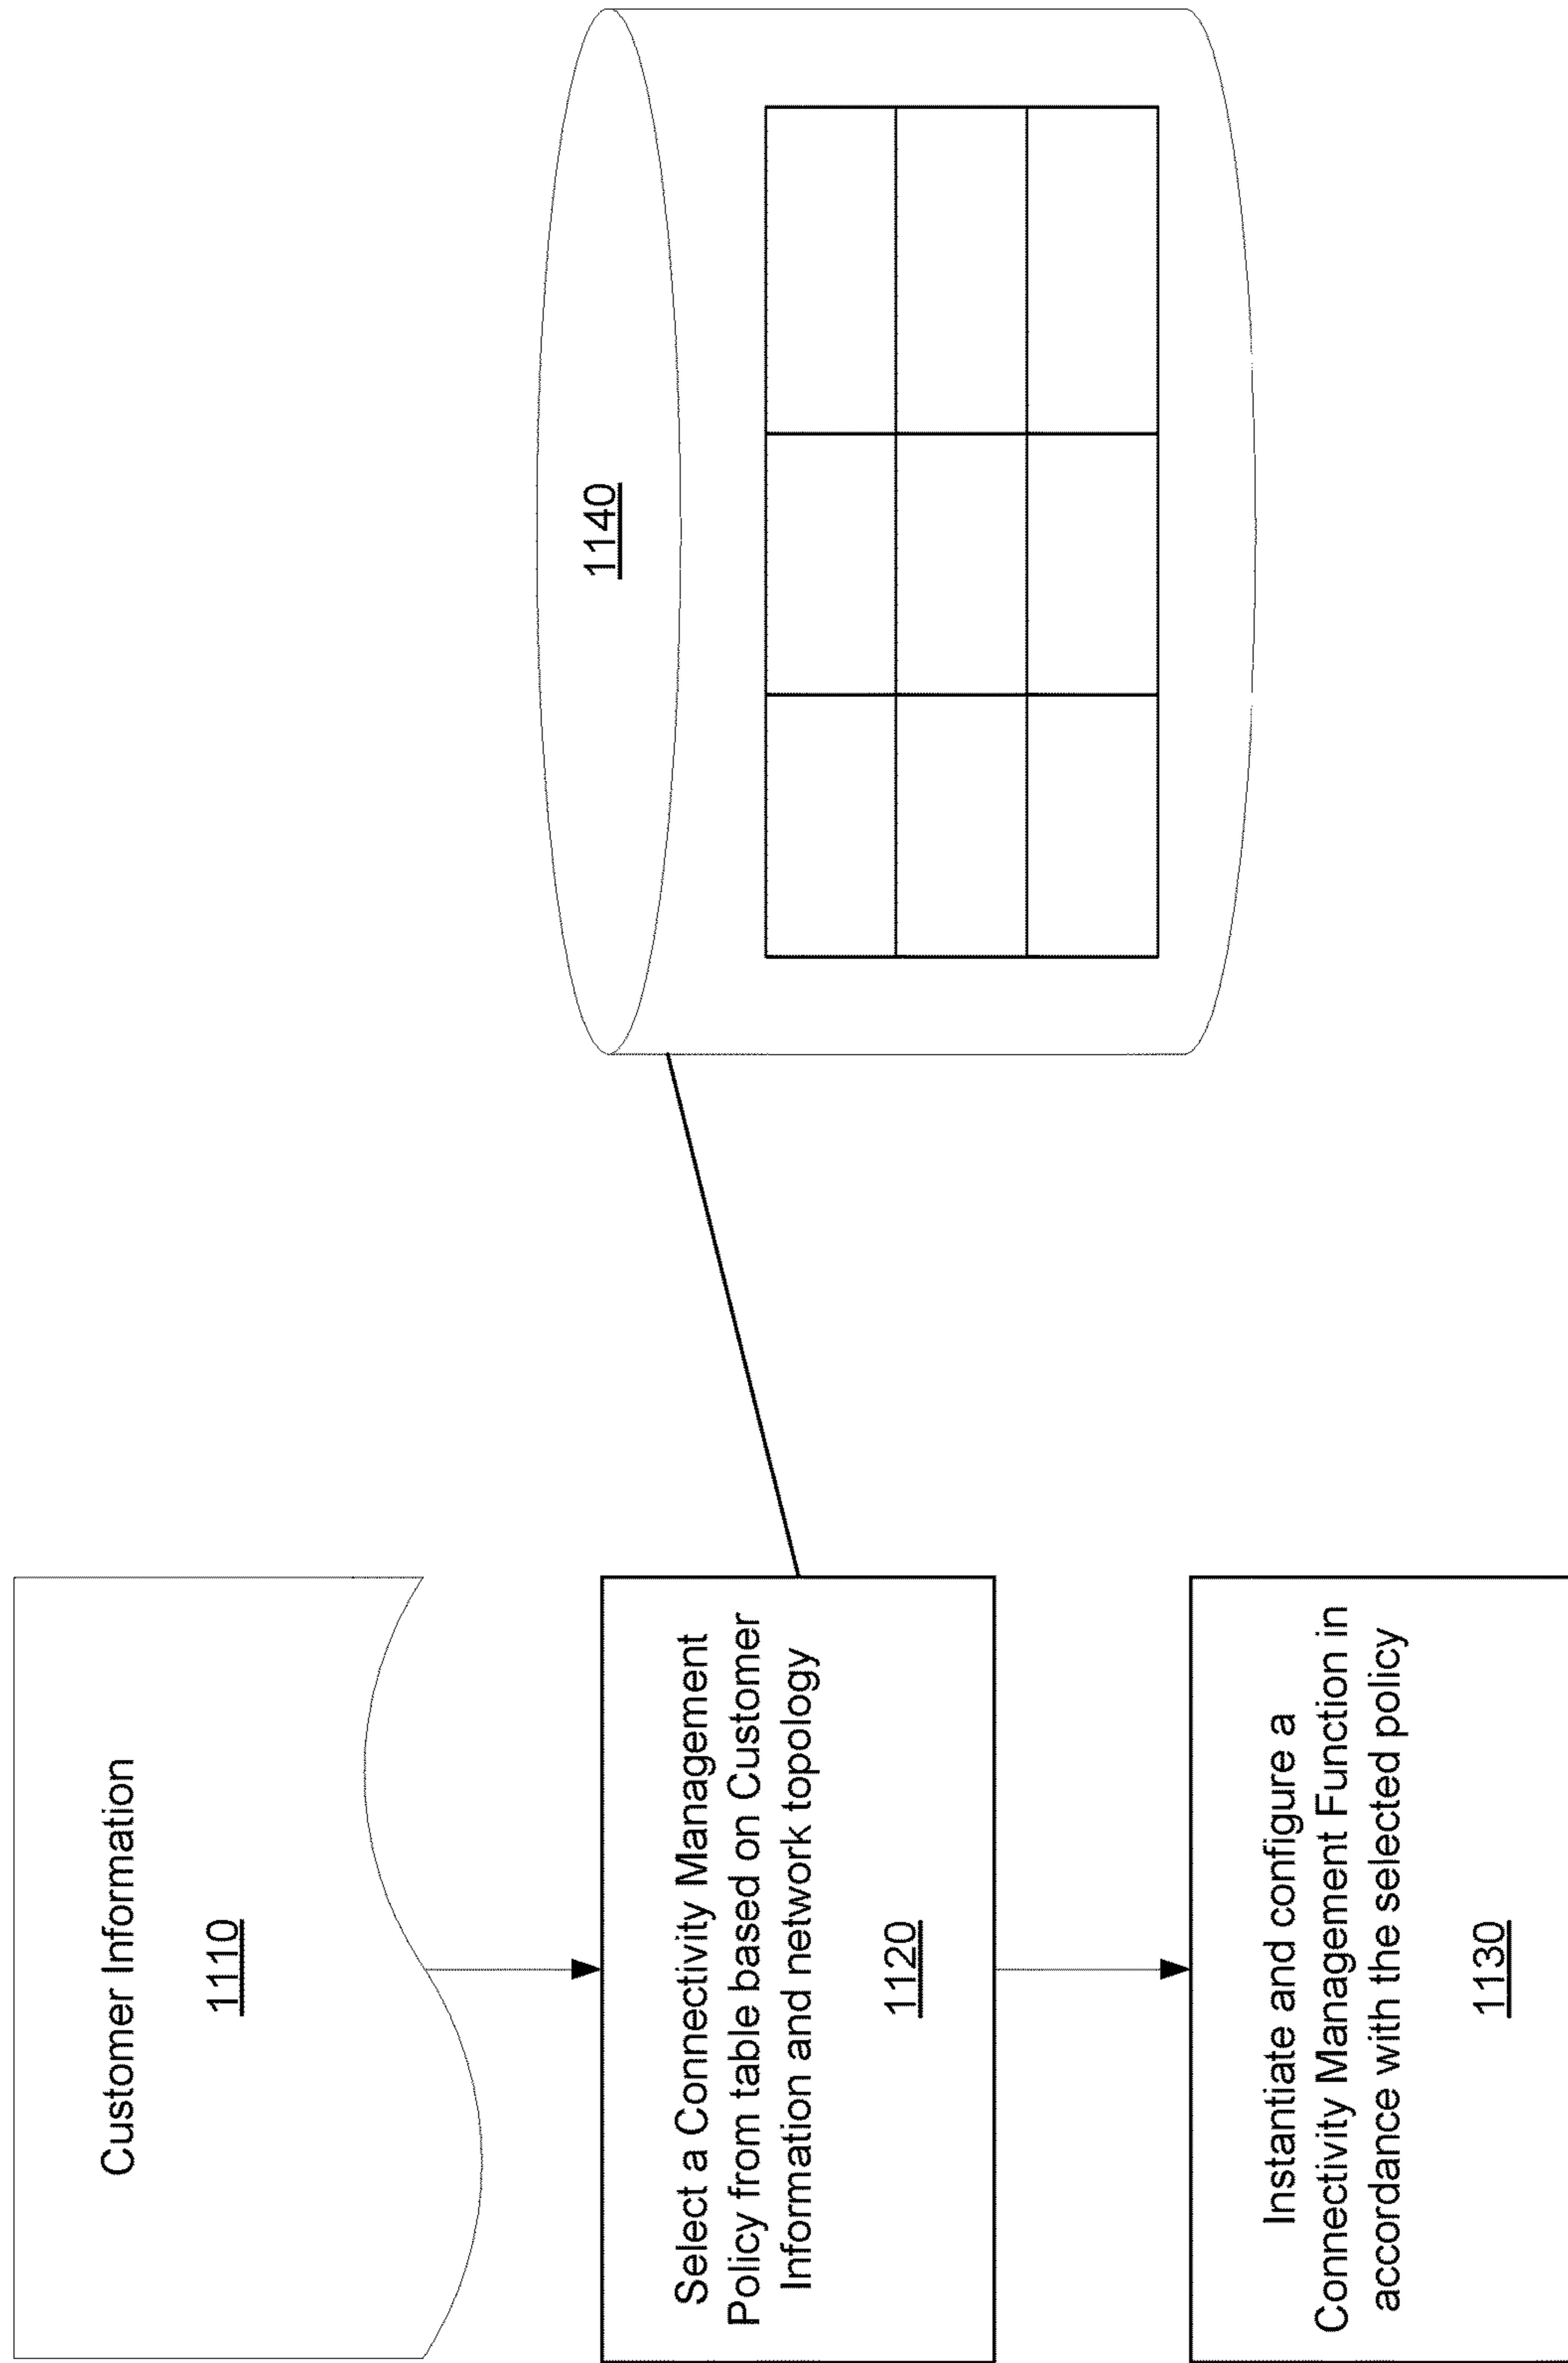 Customer Information
1110
Select a Connectivity Management
Policy from table based on Customer
Information and network topology
1120
Instantiate and configure a
Connectivity Management Function in
accordance with the selected policy
1130
1140